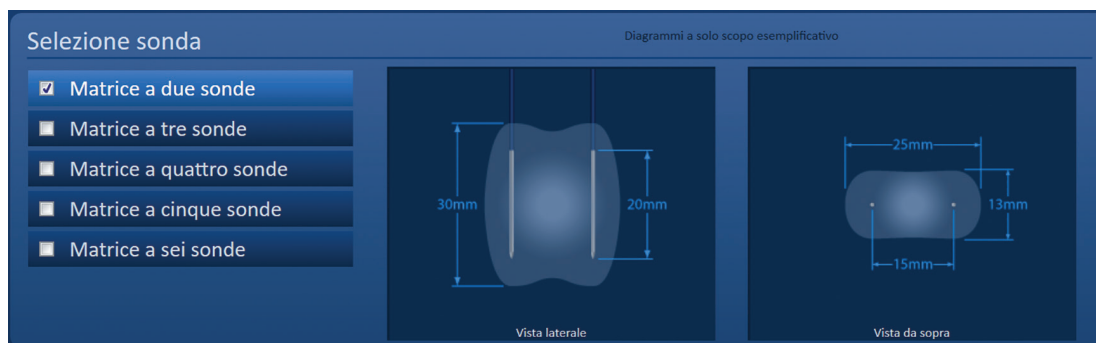 Selezione sonda
Diagrammi a solo scopo esemplificativo
Matrice a due sonde
Matrice a tre sonde
Matrice a quattro sonde
Matrice a cinque sonde
Matrice a sei sonde
30mm
20mm
Vista laterale
25mm
13mm
15mm
Vista da sopra